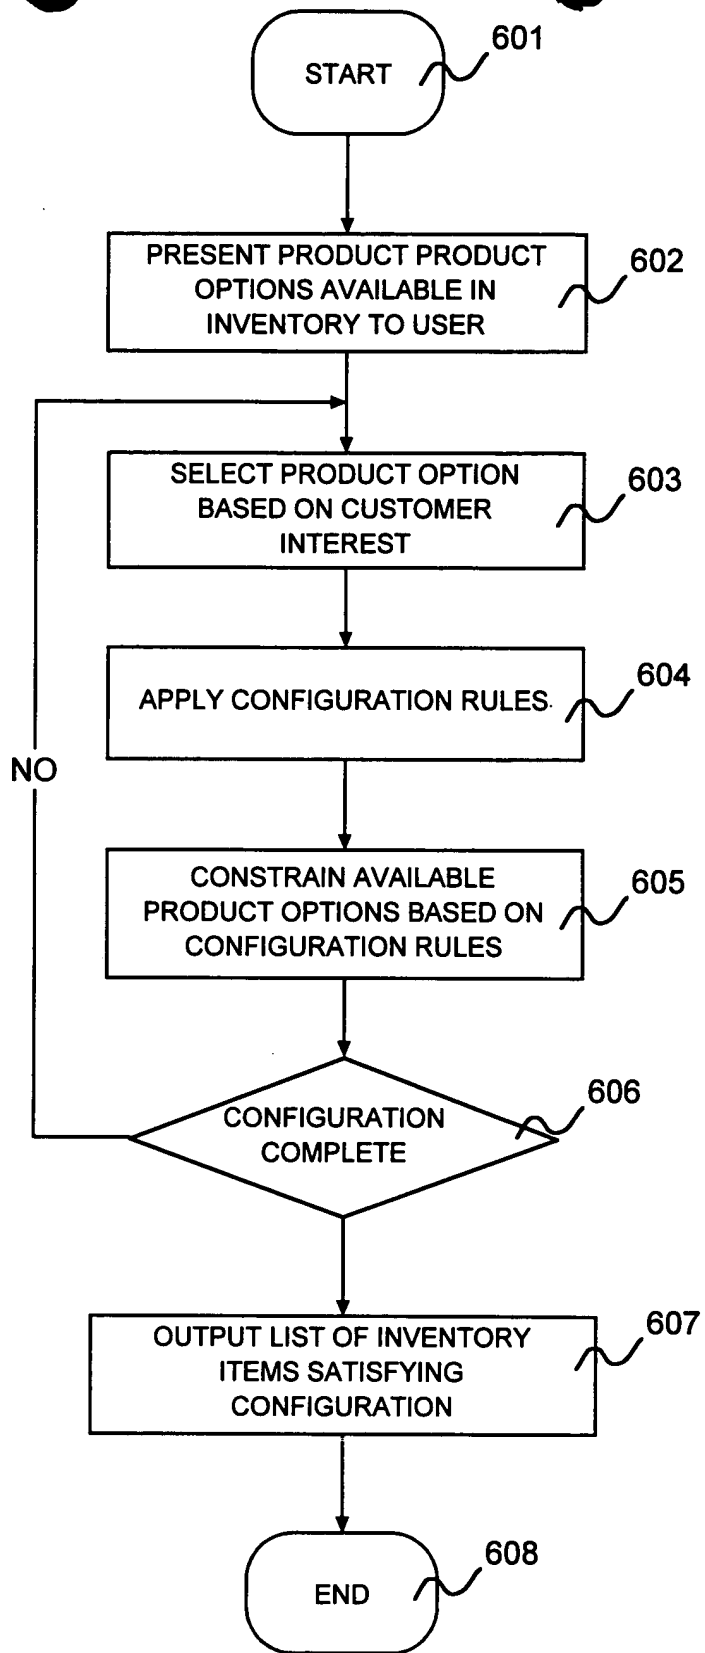 601
START
PRESENT PRODUCT PRODUCT
OPTIONS AVAILABLE IN
INVENTORY TO USER
602
SELECT PRODUCT OPTION
BASED ON CUSTOMER
INTEREST
603
APPLY CONFIGURATION RULES
604
NO
CONSTRAIN AVAILABLE
PRODUCT OPTIONS BASED ON
CONFIGURATION RULES
605
CONFIGURATION
COMPLETE
606
OUTPUT LIST OF INVENTORY
ITEMS SATISFYING
CONFIGURATION
607
END
608